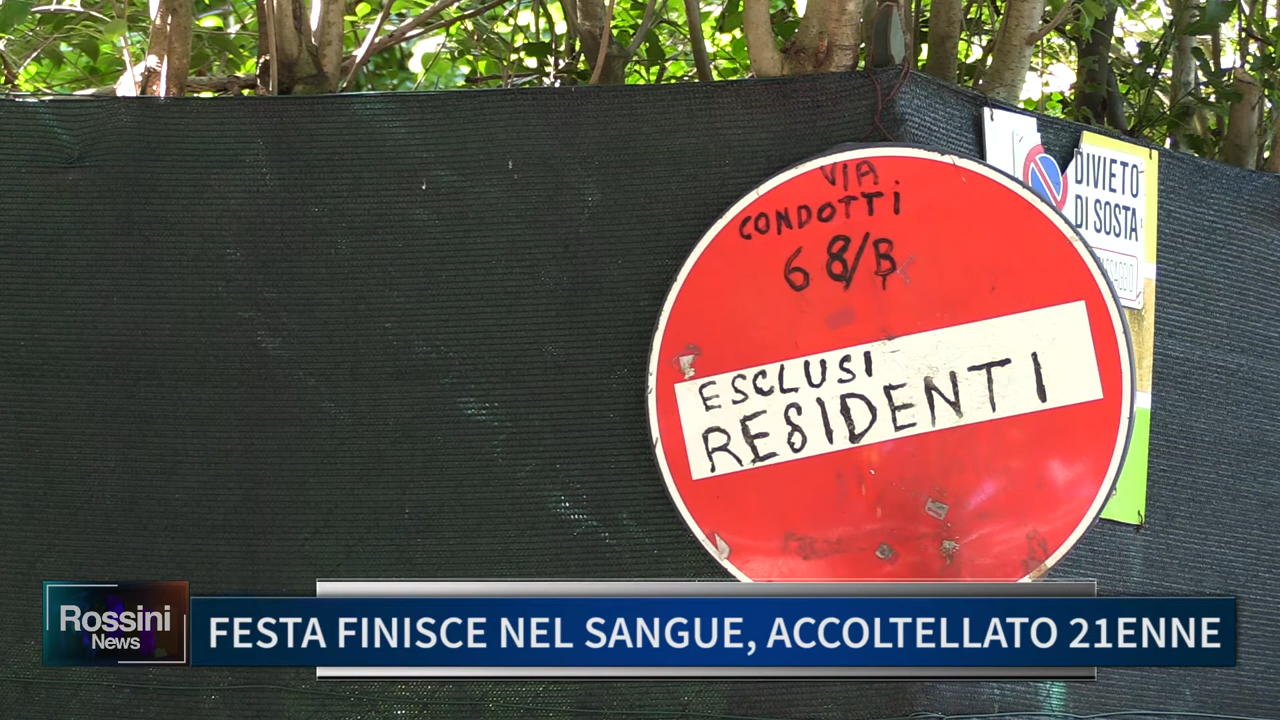 VIA
CONDOTTI
68/B
ESCLUSI
RESIDENTI
DIVIETO
DI SOSTA
Rossini
News
FESTA FINISCE NEL SANGUE, ACCOLTELLATO 21ENNE